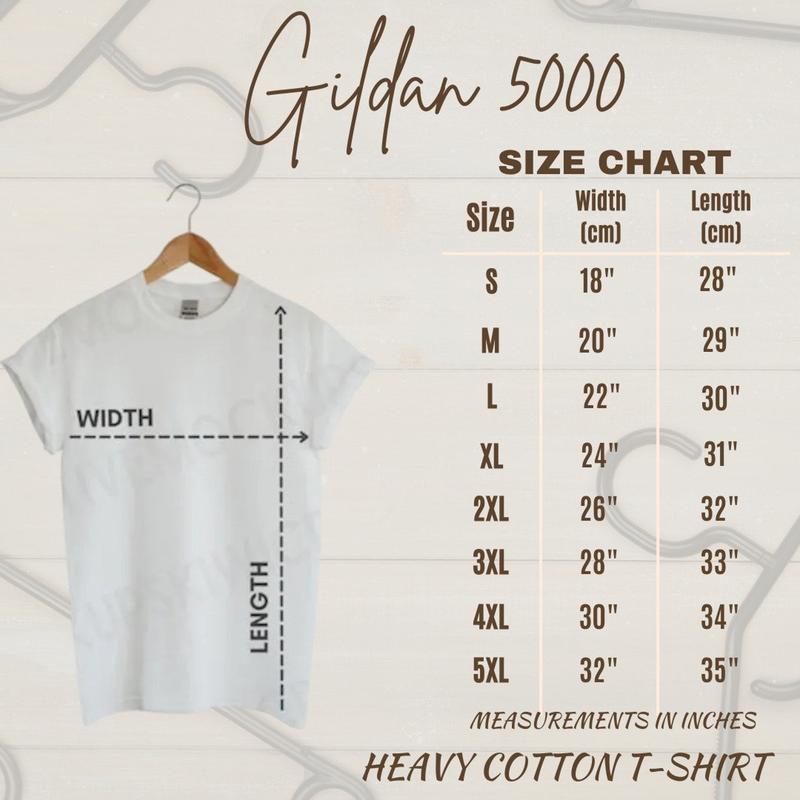 Gildan 5000
SIZE CHART
Size Width (cm) Length (cm)
S 18" 28"
M 20" 29"
L 22" 30"
XL 24" 31"
2XL 26" 32"
3XL 28" 33"
4XL 30" 34"
5XL 32" 35"
MEASUREMENTS IN INCHES
HEAVY COTTON T-SHIRT
WIDTH
LENGTH